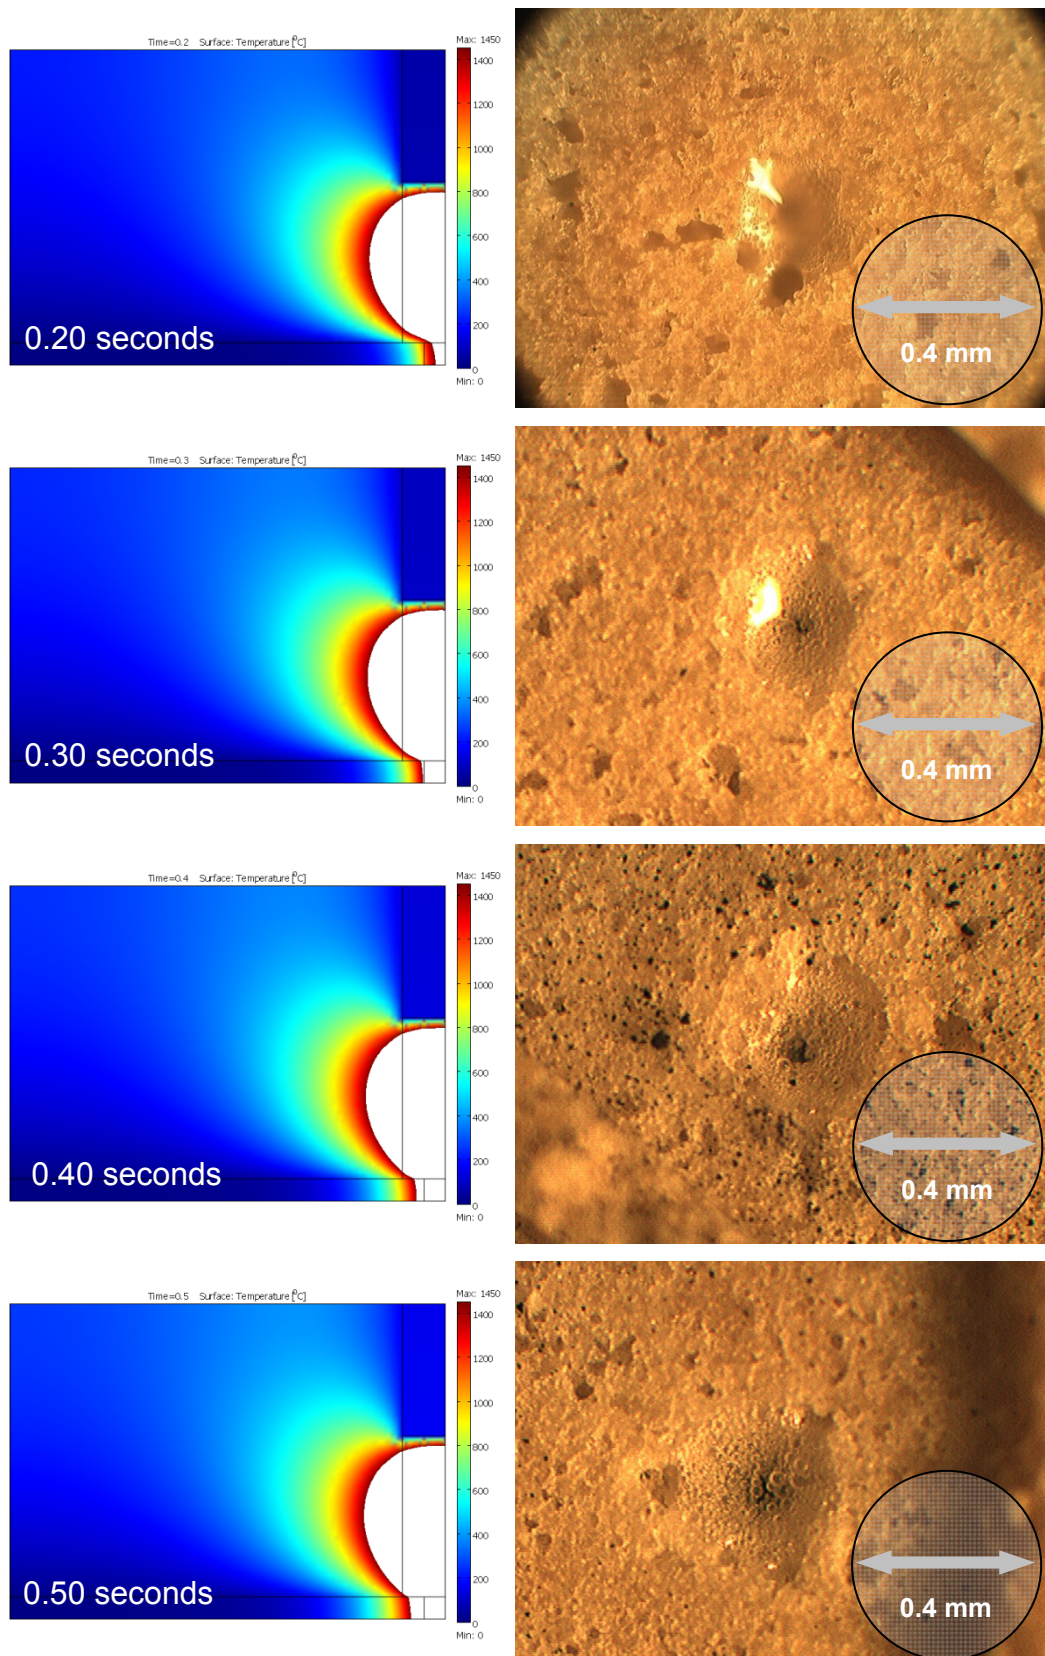 Time=0.2 Surface: Temperature [⁰C]
Max: 1450
1400
1200
1000
800
600
400
200
0
Min: 0
0.20 seconds
0.4 mm
Time=0.3 Surface: Temperature [⁰C]
Max: 1450
1400
1200
1000
800
600
400
200
0
Min: 0
0.30 seconds
0.4 mm
Time=0.4 Surface: Temperature [⁰C]
Max: 1450
1400
1200
1000
800
600
400
200
0
Min: 0
0.40 seconds
0.4 mm
Time=0.5 Surface: Temperature [⁰C]
Max: 1450
1400
1200
1000
800
600
400
200
0
Min: 0
0.50 seconds
0.4 mm